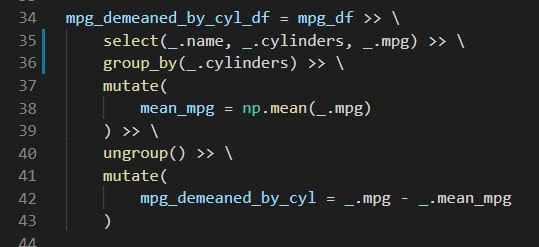 34 mpg_demeaned_by_cyl_df = mpg_df >> \
35     select(_.name, _.cylinders, _.mpg) >> \
36     group_by(_.cylinders) >> \
37     mutate(
38         mean_mpg = np.mean(_.mpg)
39     ) >> \
40     ungroup() >> \
41     mutate(
42         mpg_demeaned_by_cyl = _.mpg - _.mean_mpg
43     )
44